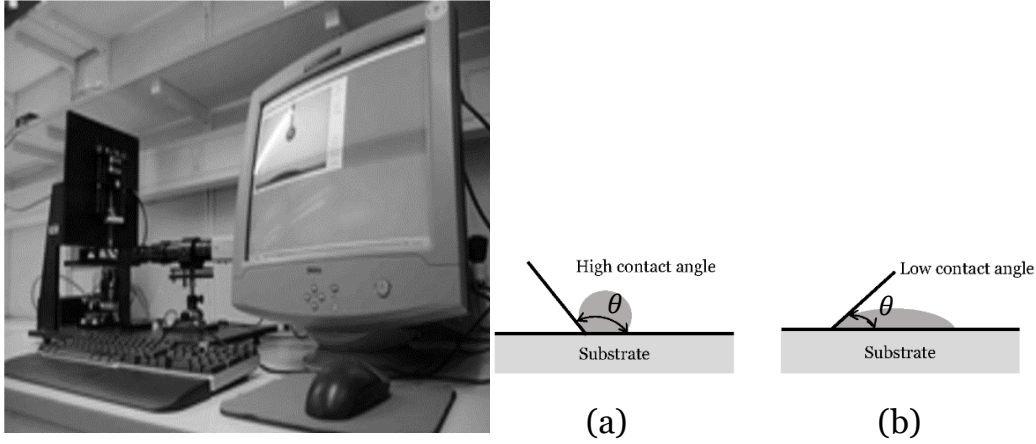 High contact angle
θ
Substrate
(a)
Low contact angle
θ
Substrate
(b)